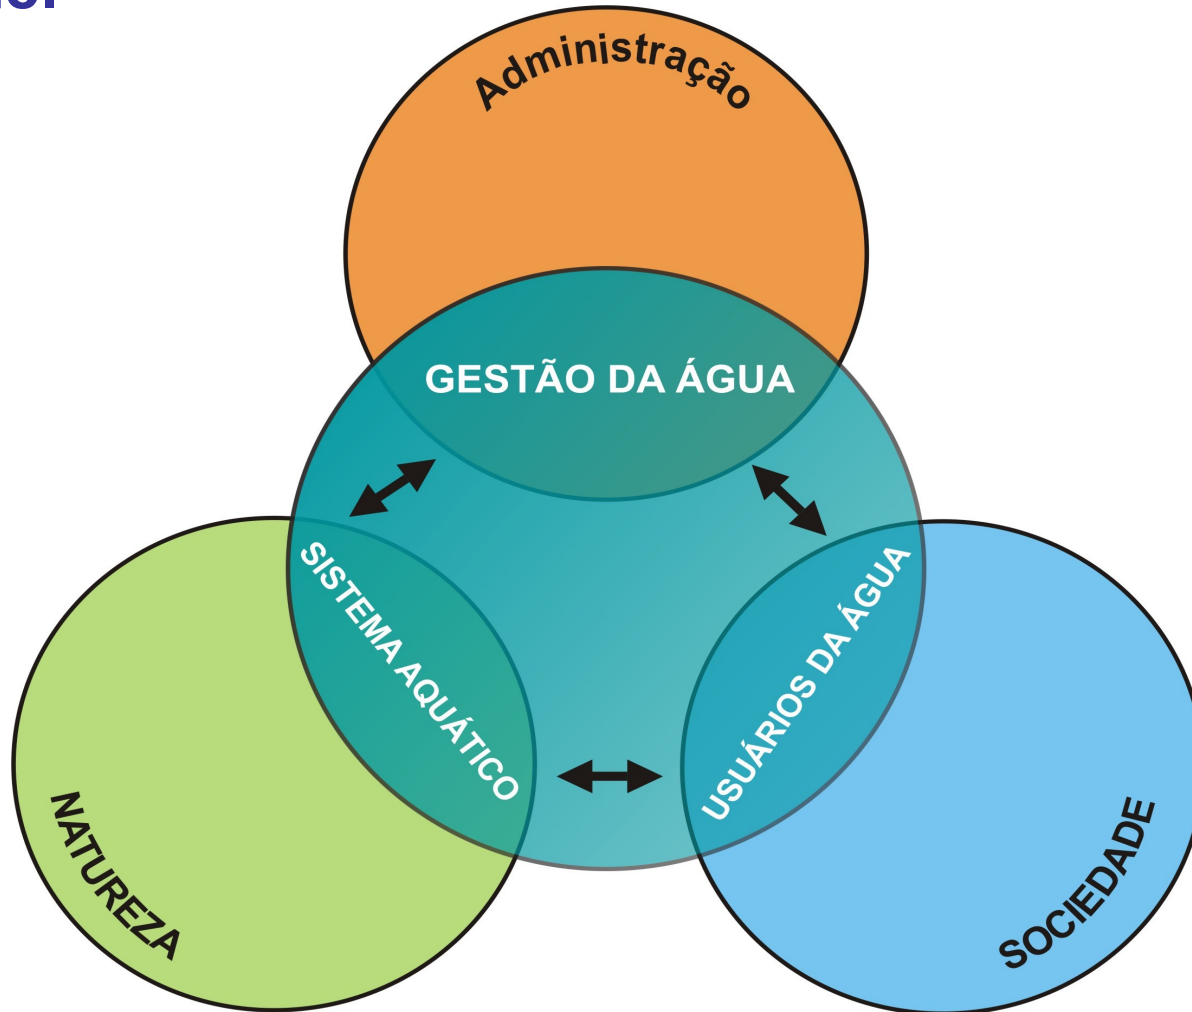 Administração
GESTÃO DA ÁGUA
SISTEMA AQUÁTICO
USUÁRIOS DA ÁGUA
NATUREZA
SOCIEDADE